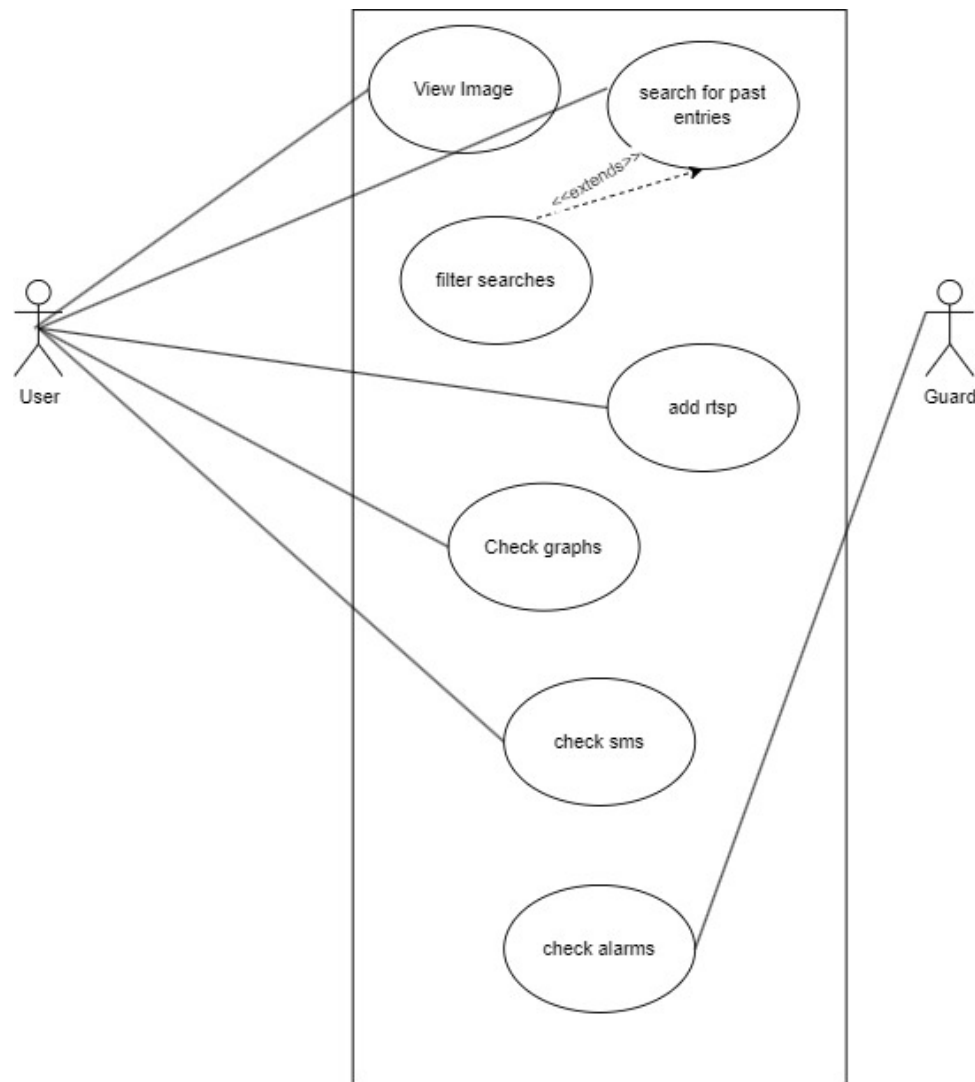 View Image
search for past
entries
<<extends>>
filter searches
User
Guard
add rtsp
Check graphs
check sms
check alarms